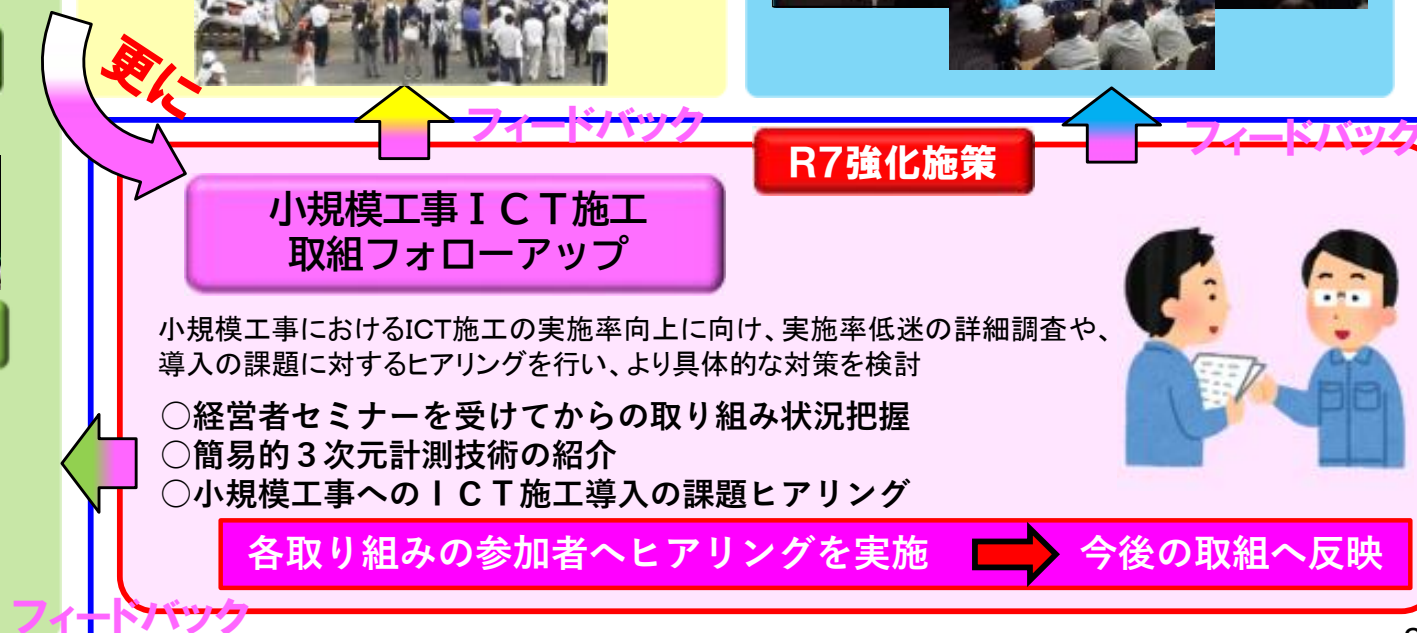 更に
フィードバック
フィードバック
R7強化施策
小規模工事ＩＣＴ施工
取組フォローアップ
小規模工事におけるICT施工の実施率向上に向け、実施率低迷の詳細調査や、
導入の課題に対するヒアリングを行い、より具体的な対策を検討
○経営者セミナーを受けてからの取り組み状況把握
○簡易的３次元計測技術の紹介
○小規模工事へのＩＣＴ施工導入の課題ヒアリング
各取り組みの参加者へヒアリングを実施 今後の取組へ反映
フィードバック